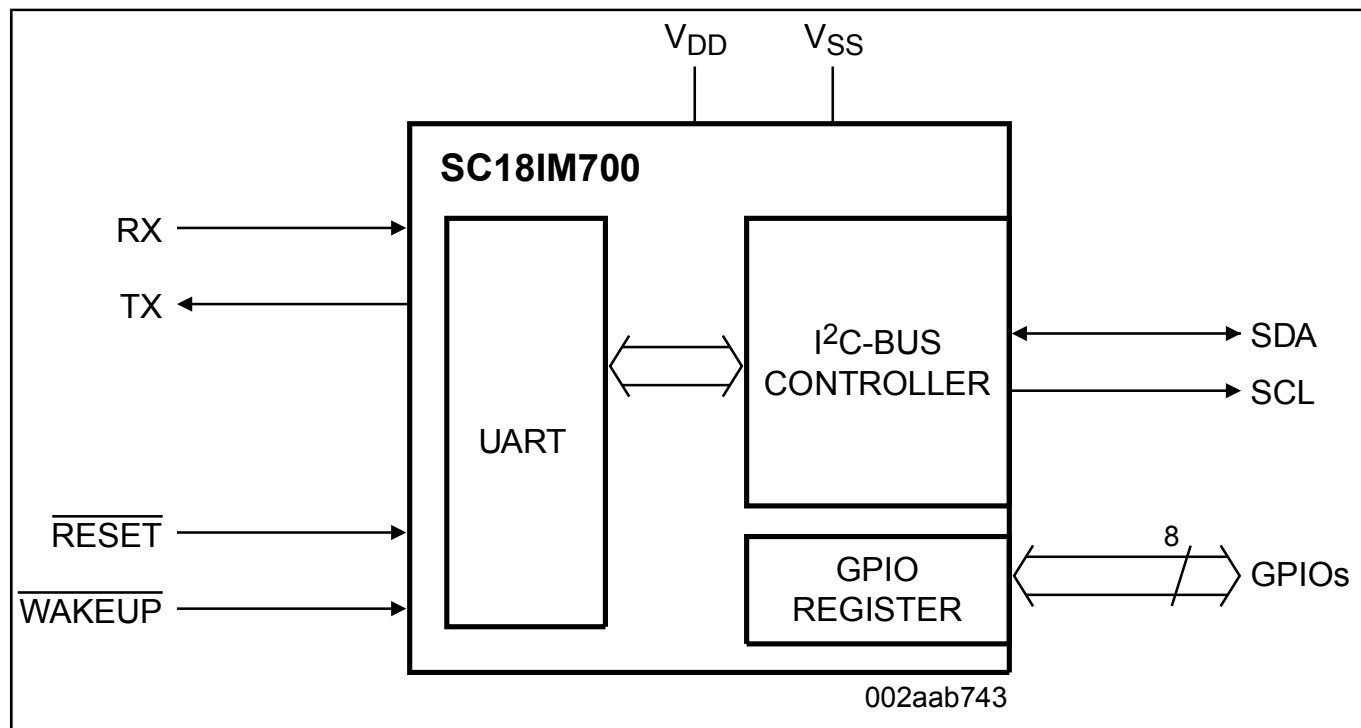 VDD
VSS
SC18IM700
RX
TX
I²C-BUS
CONTROLLER
SDA
SCL
UART
RESET
WAKEUP
GPIO
REGISTER
8
GPIOs
002aab743